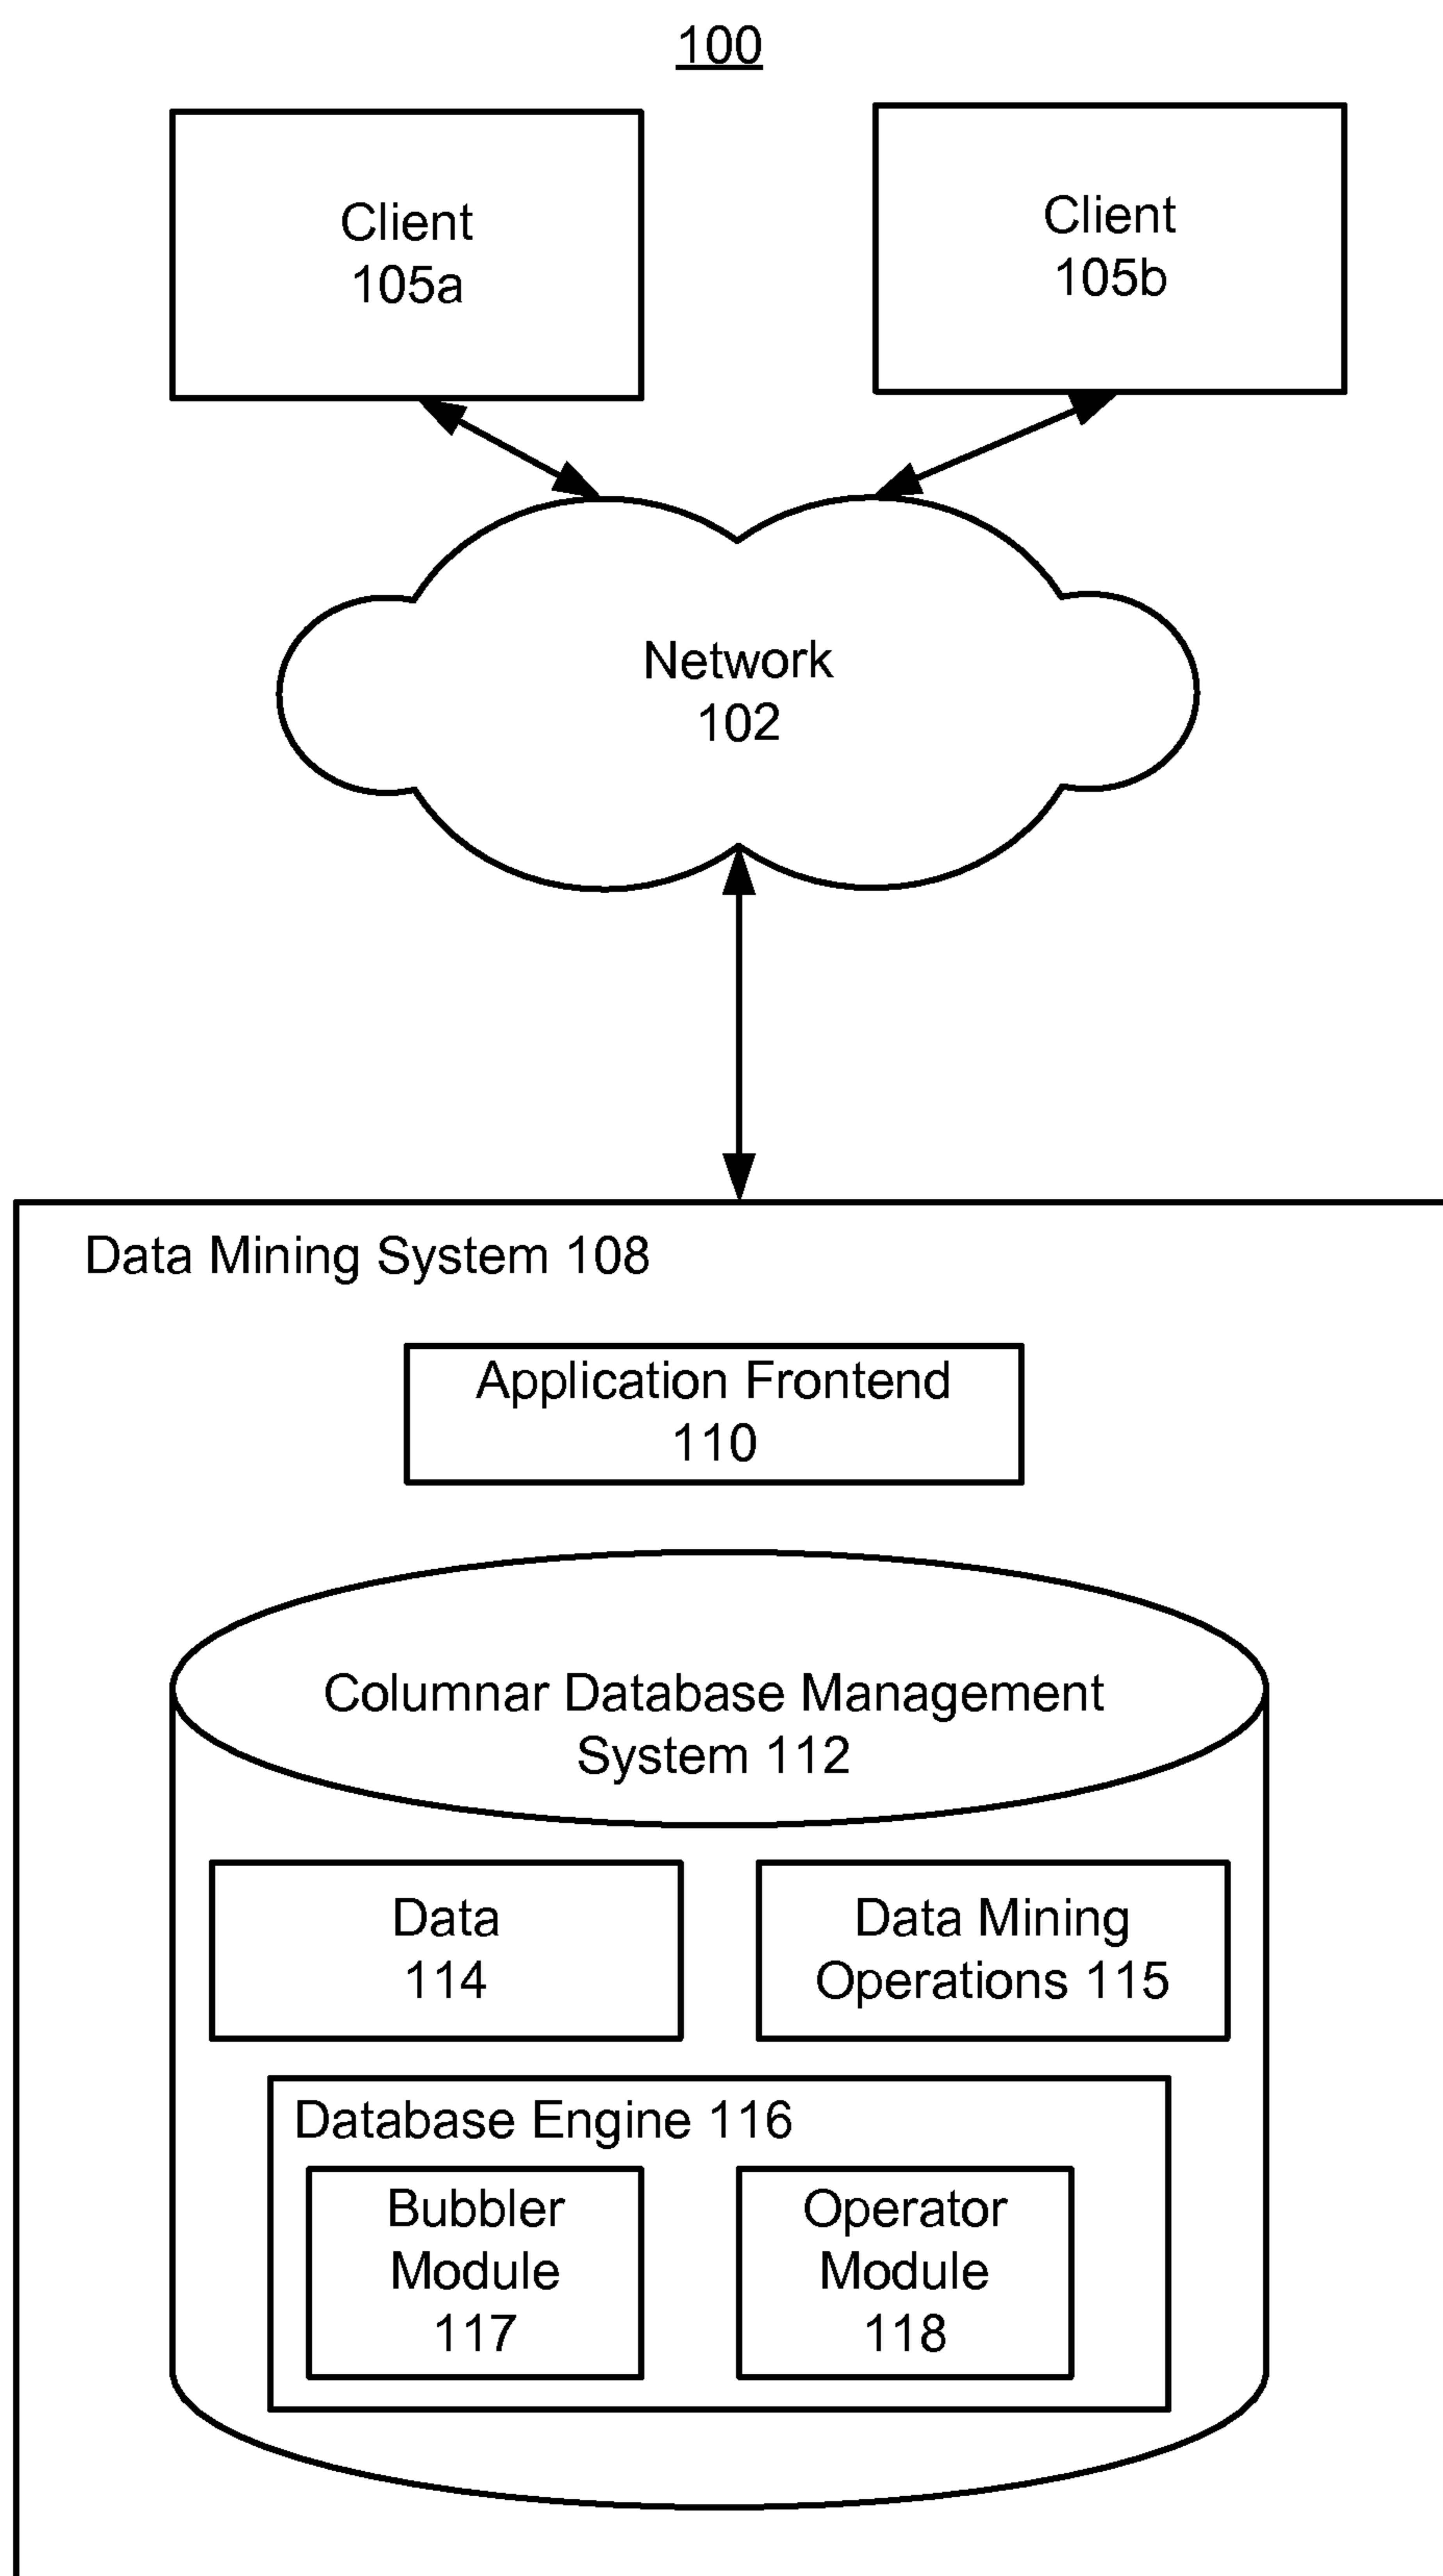 100
Client
105a
Client
105b
Network
102
Data Mining System 108
Application Frontend
110
Columnar Database Management
System 112
Data
114
Data Mining
Operations 115
Database Engine 116
Bubbler
Module
117
Operator
Module
118